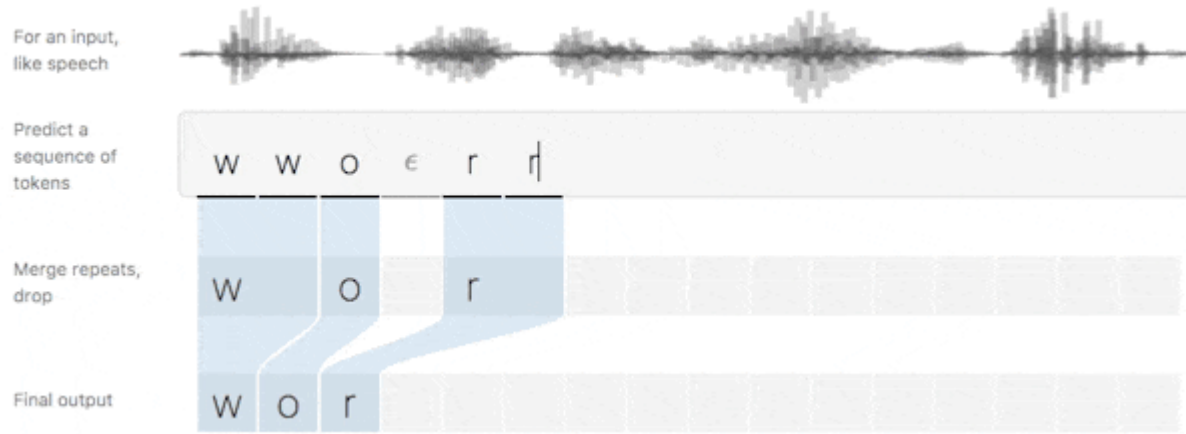 For an input,
like speech
Predict a
sequence of
tokens
w w o ϵ r r
Merge repeats,
drop
w o r
Final output
w o r